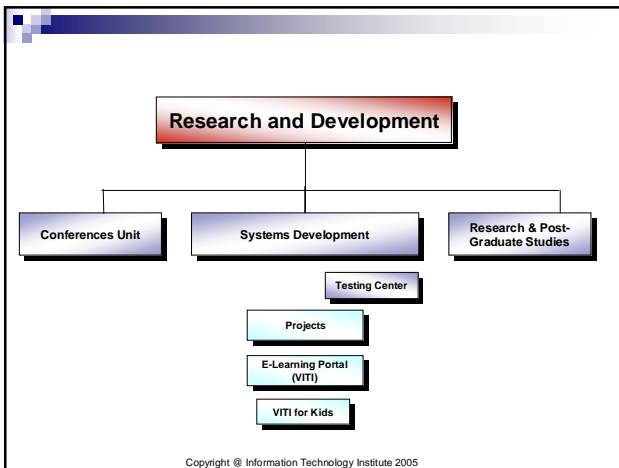 Research and Development
Conferences Unit
Systems Development
Research & Post-
Graduate Studies
Testing Center
Projects
E-Learning Portal
(VITI)
VITI for Kids
Copyright @ Information Technology Institute 2005